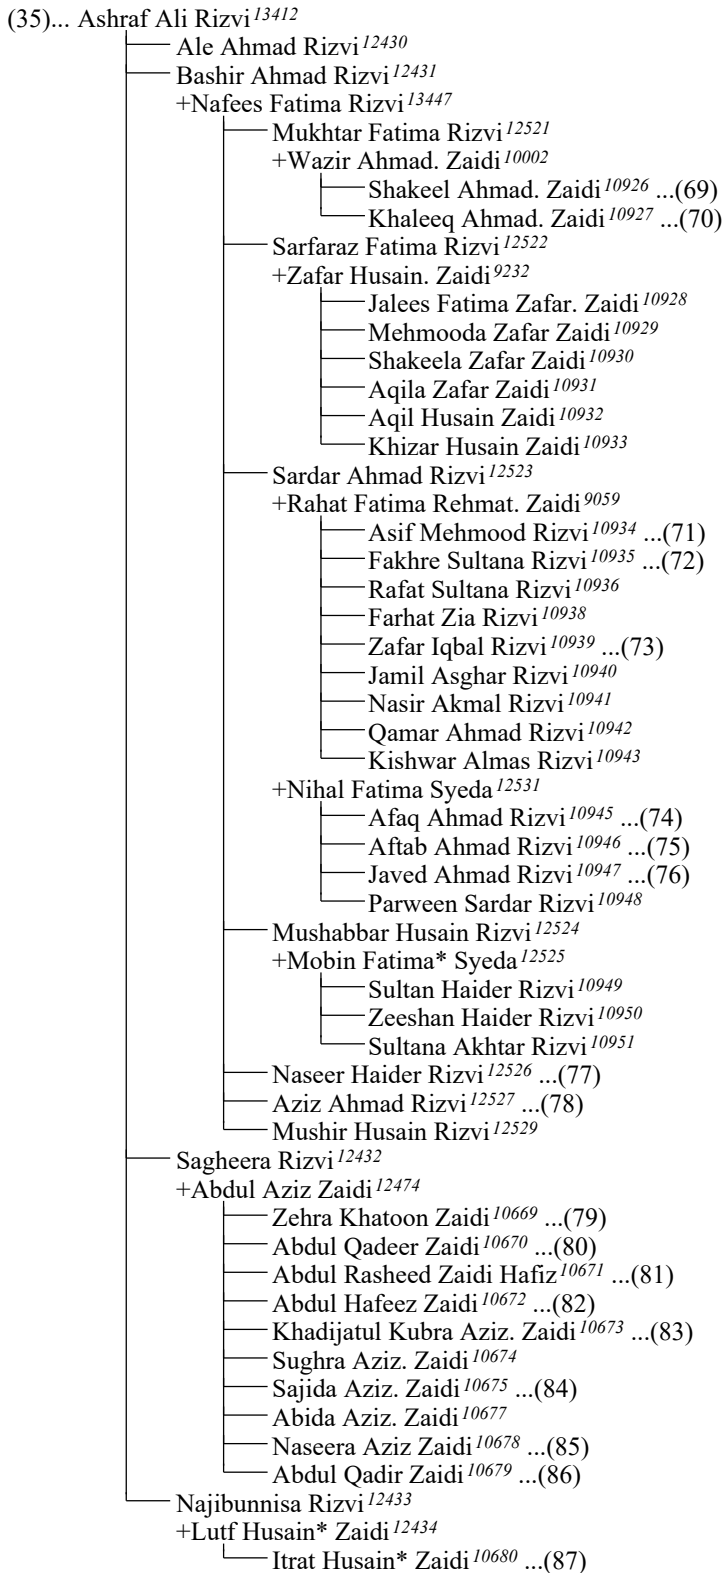 (35)... Ashraf Ali Rizvi 13412
Ale Ahmad Rizvi 12430
Bashir Ahmad Rizvi 12431
+Nafees Fatima Rizvi 13447
Mukhtar Fatima Rizvi 12521
+Wazir Ahmad. Zaidi 10002
Shakeel Ahmad. Zaidi 10926 ...(69)
Khaleeq Ahmad. Zaidi 10927 ...(70)
Sarfaraz Fatima Rizvi 12522
+Zafar Husain. Zaidi 9232
Jalees Fatima Zafar. Zaidi 10928
Mehmooda Zafar Zaidi 10929
Shakeela Zafar Zaidi 10930
Aqila Zafar Zaidi 10931
Aqil Husain Zaidi 10932
Khizar Husain Zaidi 10933
Sardar Ahmad Rizvi 12523
+Rahat Fatima Rehmat. Zaidi 9059
Asif Mehmood Rizvi 10934 ...(71)
Fakhre Sultana Rizvi 10935 ...(72)
Rafat Sultana Rizvi 10936
Farhat Zia Rizvi 10938
Zafar Iqbal Rizvi 10939 ...(73)
Jamil Asghar Rizvi 10940
Nasir Akmal Rizvi 10941
Qamar Ahmad Rizvi 10942
Kishwar Almas Rizvi 10943
+Nihal Fatima Syeda 12531
Afaq Ahmad Rizvi 10945 ...(74)
Aftab Ahmad Rizvi 10946 ...(75)
Javed Ahmad Rizvi 10947 ...(76)
Parween Sardar Rizvi 10948
Mushabbar Husain Rizvi 12524
+Mobin Fatima* Syeda 12525
Sultan Haider Rizvi 10949
Zeeshan Haider Rizvi 10950
Sultana Akhtar Rizvi 10951
Naseer Haider Rizvi 12526 ...(77)
Aziz Ahmad Rizvi 12527 ...(78)
Mushir Husain Rizvi 12529
Sagheera Rizvi 12432
+Abdul Aziz Zaidi 12474
Zehra Khatoon Zaidi 10669 ...(79)
Abdul Qadeer Zaidi 10670 ...(80)
Abdul Rasheed Zaidi Hafiz 10671 ...(81)
Abdul Hafeez Zaidi 10672 ...(82)
Khadijatul Kubra Aziz. Zaidi 10673 ...(83)
Sughra Aziz. Zaidi 10674
Sajida Aziz. Zaidi 10675 ...(84)
Abida Aziz. Zaidi 10677
Naseera Aziz Zaidi 10678 ...(85)
Abdul Qadir Zaidi 10679 ...(86)
Najibunnisa Rizvi 12433
+Lutf Husain* Zaidi 12434
Itrat Husain* Zaidi 10680 ...(87)